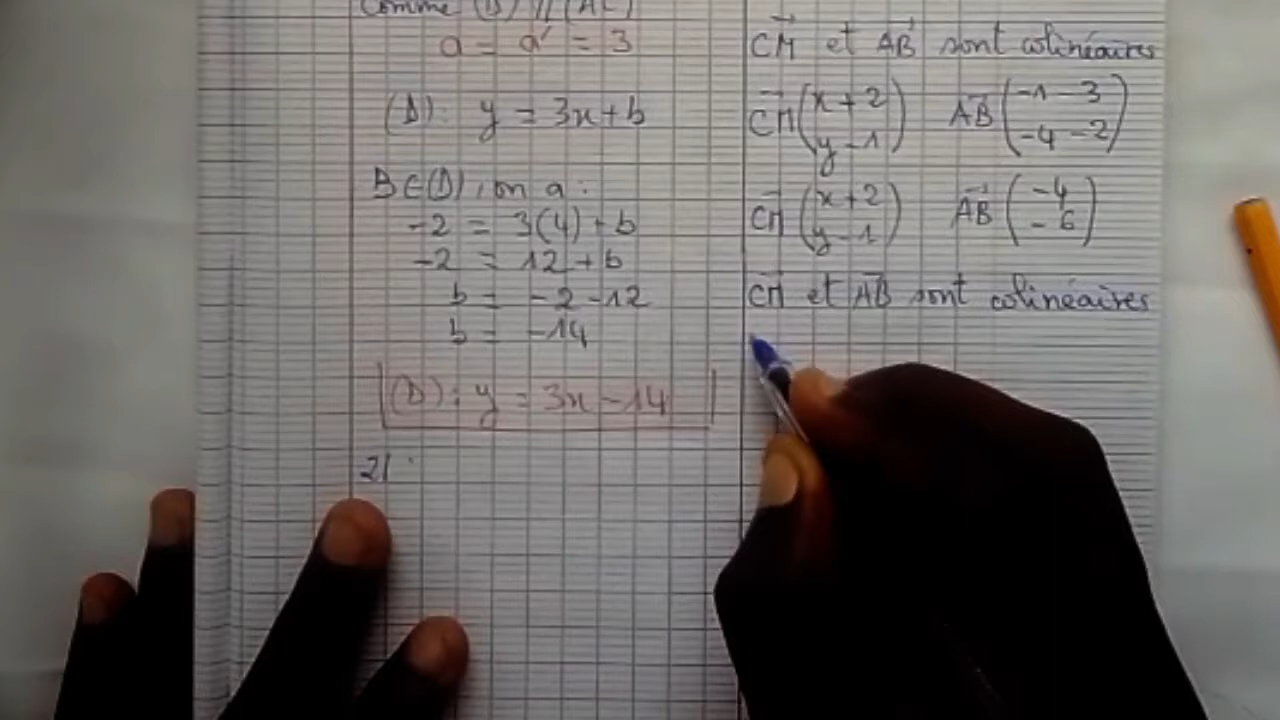 Comme (D) // (AC)
a = a' = 3
(D): y = 3x + b
B ∈ (D), on a :
-2 = 3(4) + b
-2 = 12 + b
b = -2 - 12
b = -14
(D): y = 3x - 14
2/
CM et AB sont colinéaires
CM (x + 2 y - 1) AB (-1 - 3 -4 - 2)
CM (x + 2 y - 1) AB (-4 -6)
CM et AB sont colinéaires